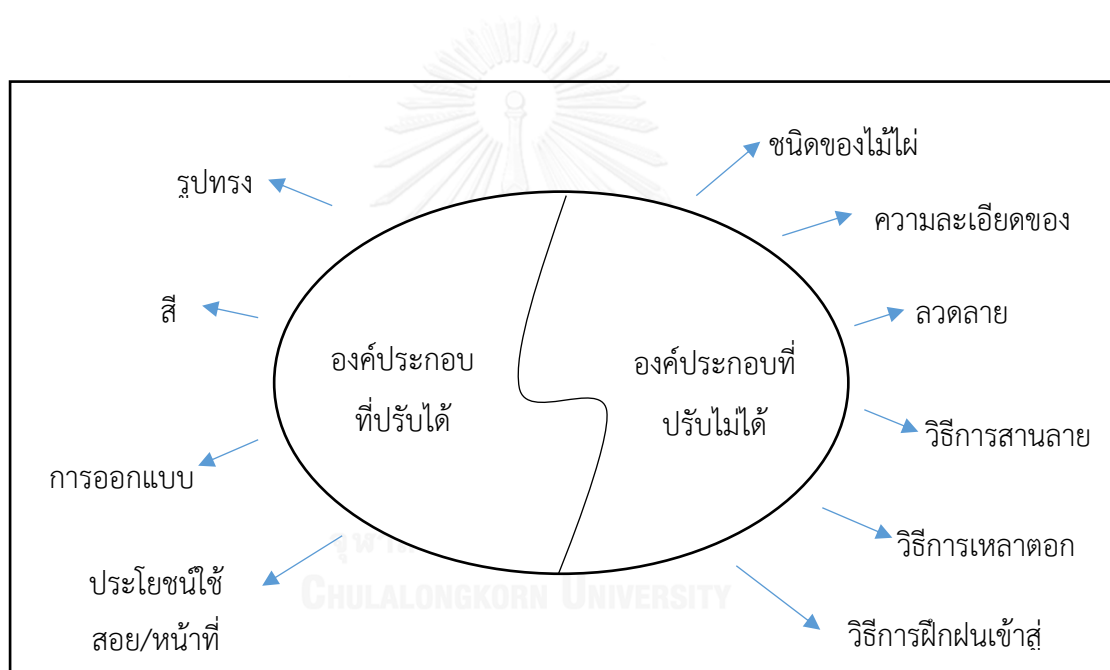 ชนิดของไม้ไผ่
รูปทรง
ความละเอียดของ
สี
ลวดลาย
องค์ประกอบ
ที่ปรับได้
องค์ประกอบที่
ปรับไม่ได้
วิธีการสานลาย
การออกแบบ
วิธีการเหลาตอก
ประโยชน์ใช้
สอย/หน้าที่
วิธีการฝึกฝนเข้าสู่
CHULALONGKORN UNIVERSITY